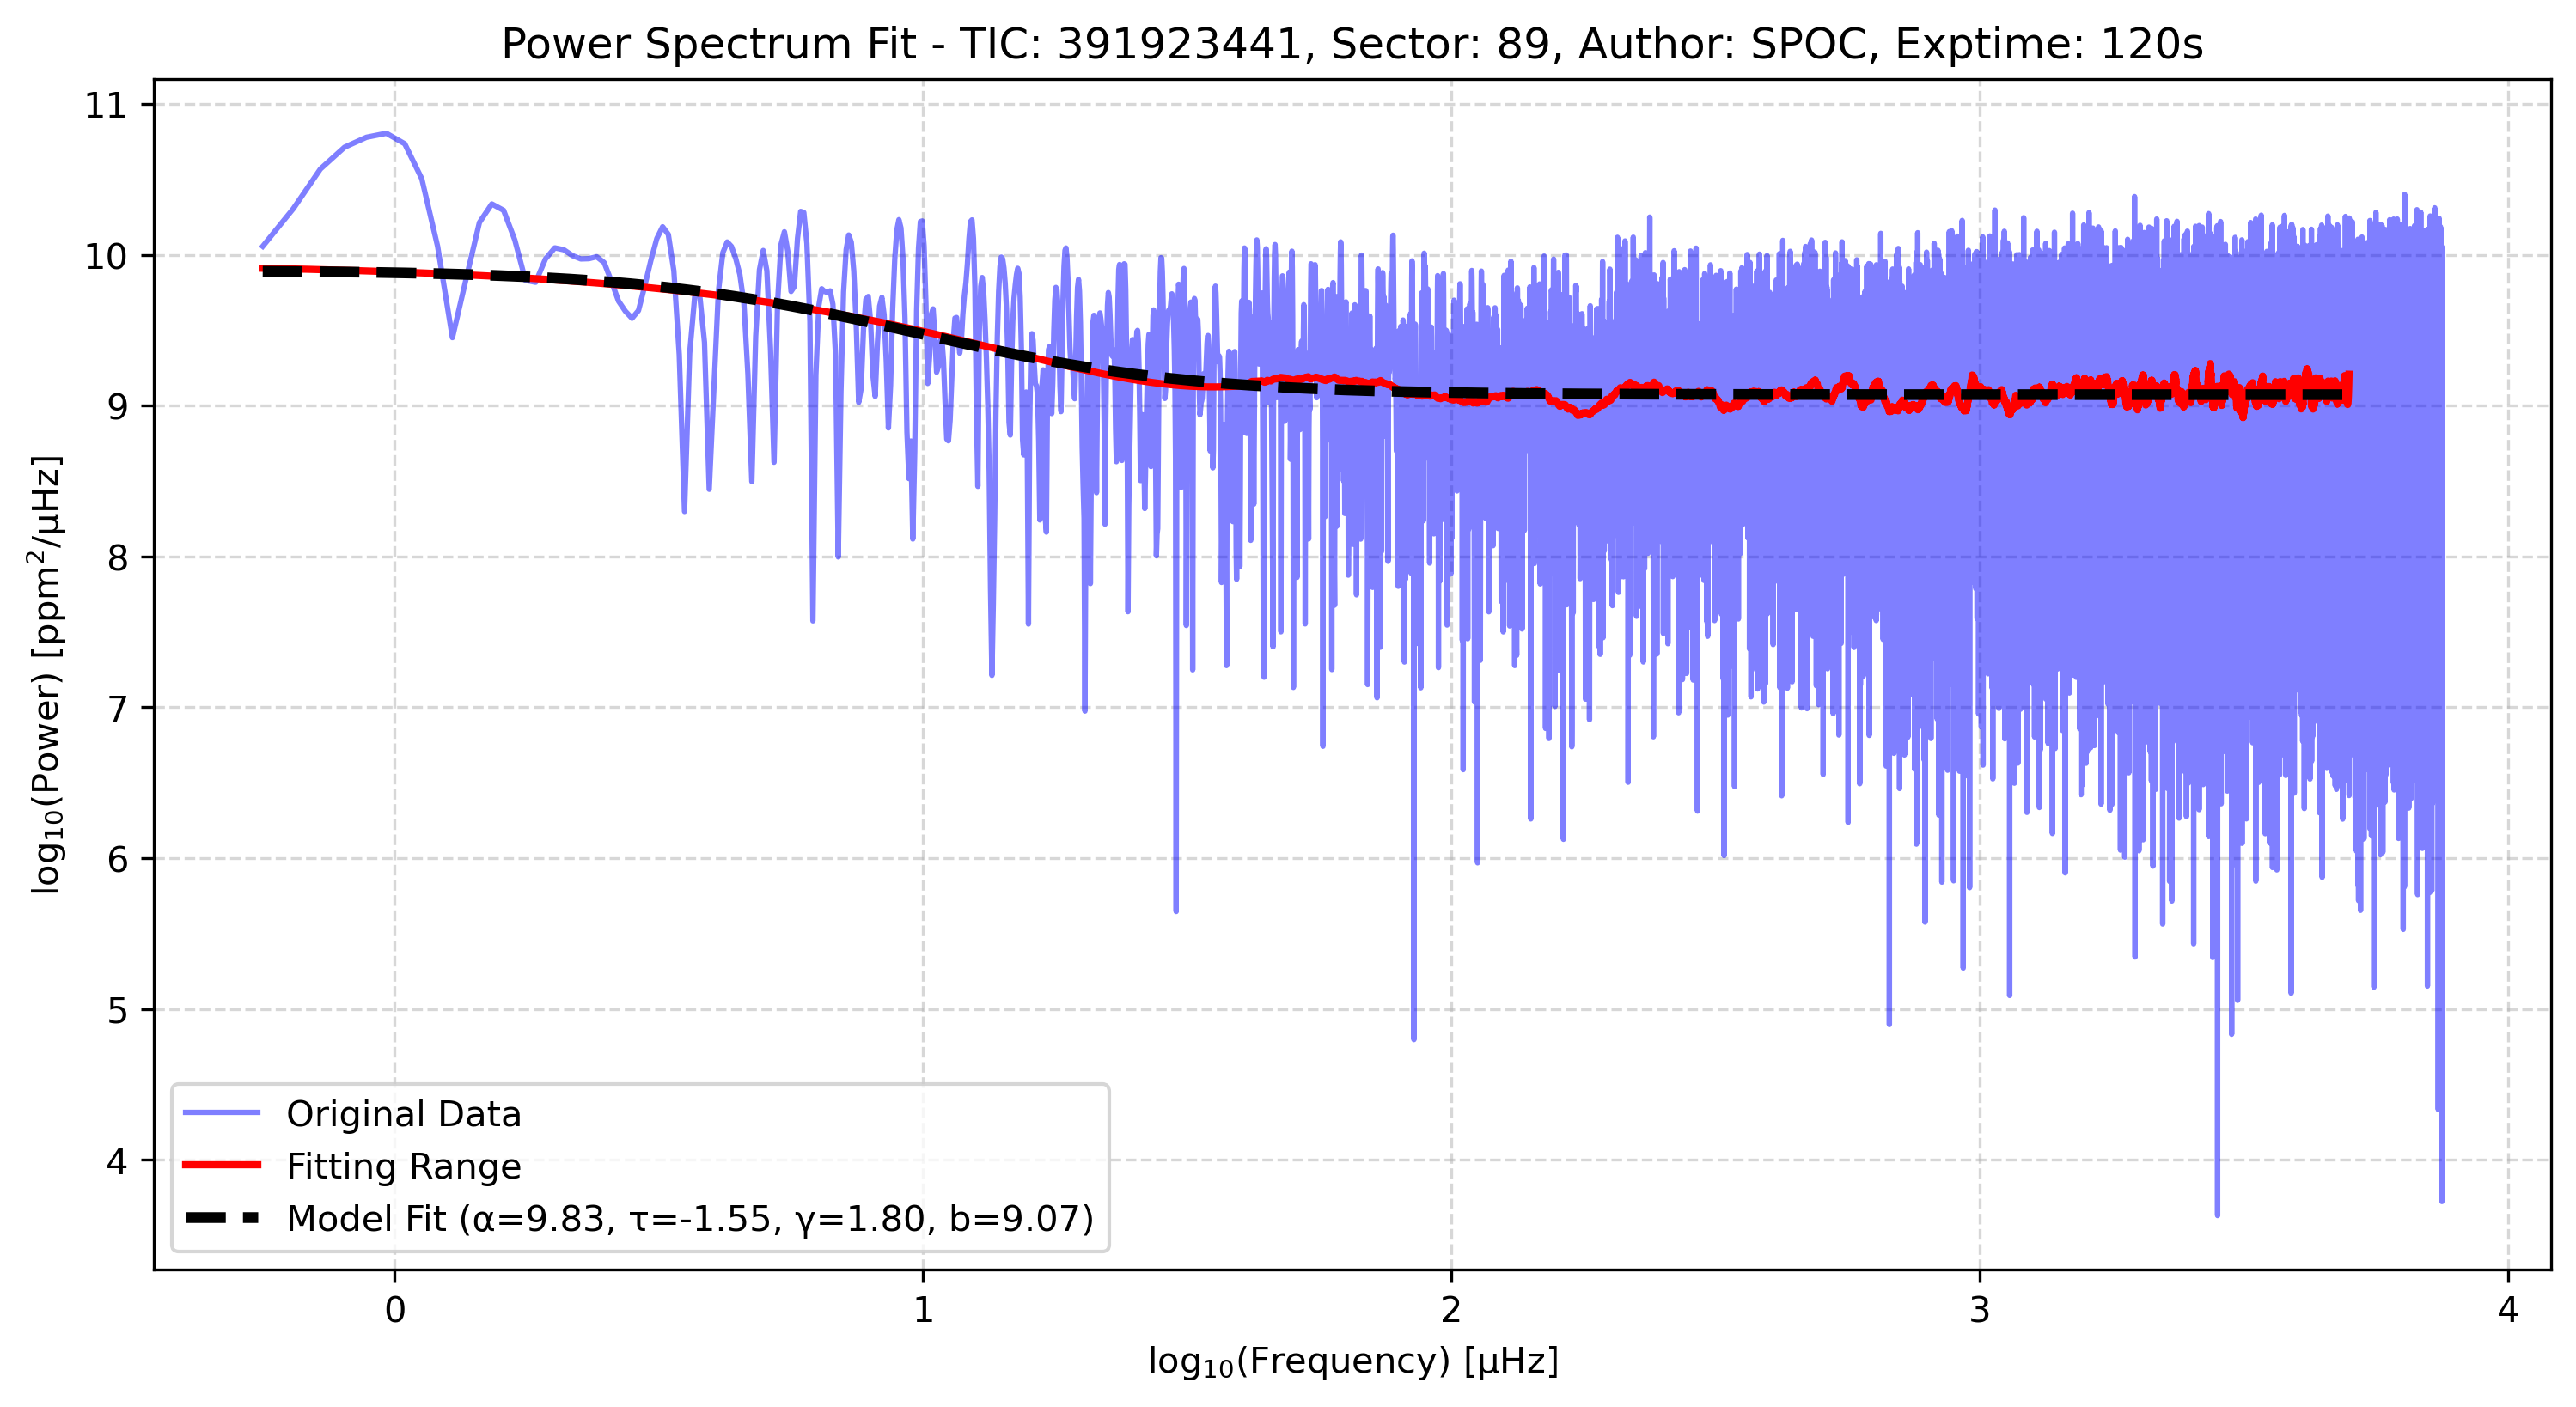 Power Spectrum Fit - TIC: 391923441, Sector: 89, Author: SPOC, Exptime: 120s
log₁₀(Power) [ppm²/μHz]
11
10
9
8
7
6
5
4
Original Data
Fitting Range
Model Fit (α=9.83, τ=-1.55, γ=1.80, b=9.07)
0 1 2 3 4
log₁₀(Frequency) [μHz]